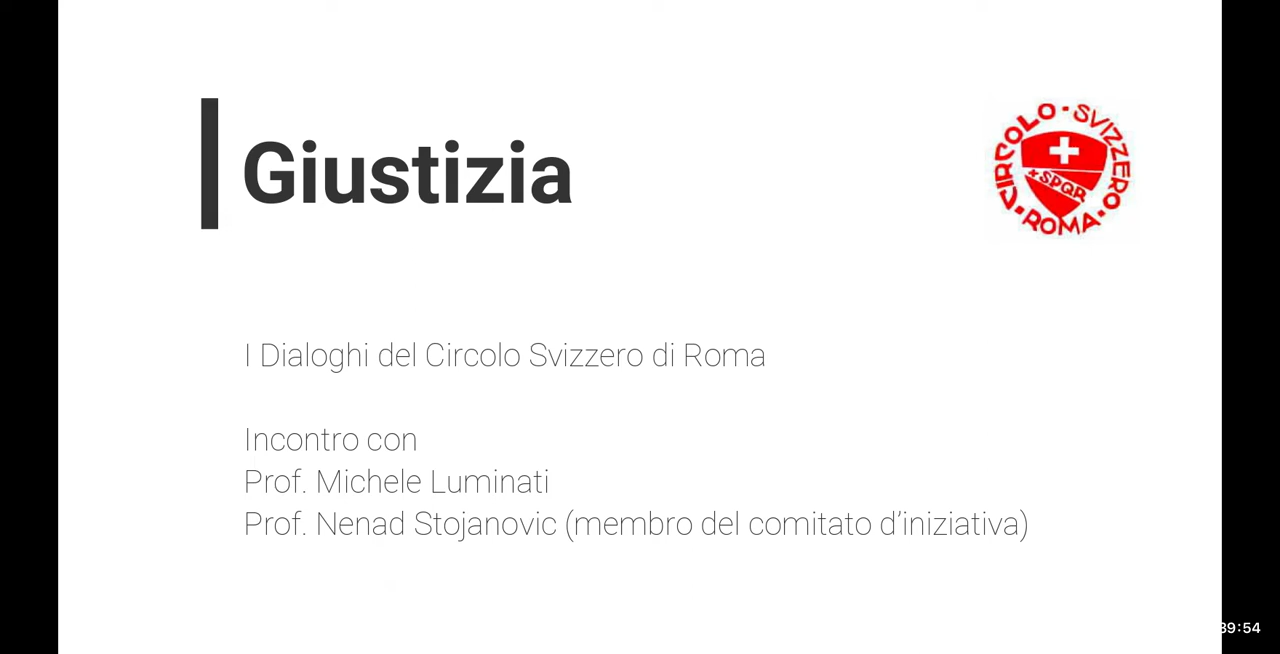 Giustizia
CIRCOLO · SVIZZERO · ROMA ·
SPQR
I Dialoghi del Circolo Svizzero di Roma
Incontro con
Prof. Michele Luminati
Prof. Nenad Stojanovic (membro del comitato d’iniziativa)
39:54